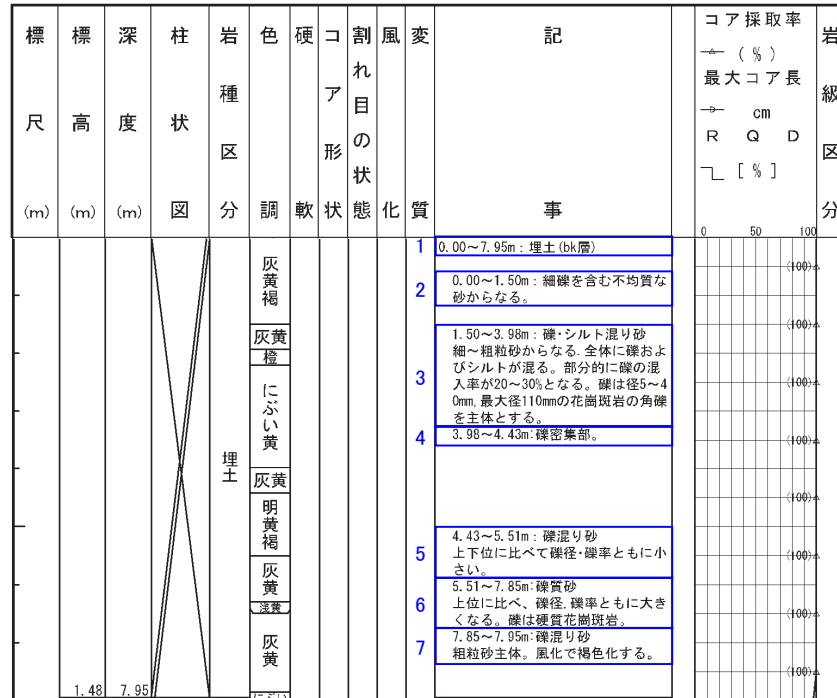 標尺(m)
標高(m)
深度(m)
柱状図
岩種区分
色調
硬軟
コア形状
割れ目の状態
風化
変質
記事
コア採取率
(%)
最大コア長
cm
RQD
[%]
岩級区分
0 50 100
1
0.00~7.95m:埋土(bk層)
2
0.00~1.50m:細礫を含む不均質な
砂からなる。
3
1.50~3.98m:礫・シルト混り砂
細~粗粒砂からなる.全体に礫およ
びシルトが混る。部分的に礫の混
入率が20~30%となる。礫は径5~4
0mm,最大径110mmの花崗斑岩の角礫
を主体とする。
4
3.98~4.43m:礫密集部。
5
4.43~5.51m:礫混り砂
上下位に比べて礫径・礫率ともに小
さい。
6
5.51~7.85m:礫質砂
上位に比べ、礫径,礫率ともに大き
くなる。礫は硬質花崗斑岩。
7
7.85~7.95m:礫混り砂
粗粒砂主体。風化で褐色化する。
埋土
灰黄褐
灰黄
橙
にぶい黄
灰黄
明黄褐
灰黄
浅黄
灰黄
1.48 7.95
(100)
(100)
(100)
(100)
(100)
(100)
(100)
(100)